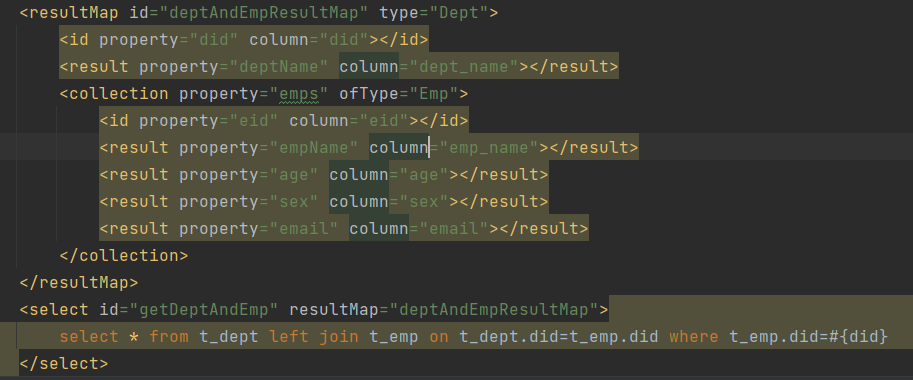 <resultMap id="deptAndEmpResultMap" type="Dept">
<id property="did" column="did"></id>
<result property="deptName" column="dept_name"></result>
<collection property="emps" ofType="Emp">
<id property="eid" column="eid"></id>
<result property="empName" column="emp_name"></result>
<result property="age" column="age"></result>
<result property="sex" column="sex"></result>
<result property="email" column="email"></result>
</collection>
</resultMap>
<select id="getDeptAndEmp" resultMap="deptAndEmpResultMap">
select * from t_dept left join t_emp on t_dept.did=t_emp.did where t_emp.did=#{did}
</select>